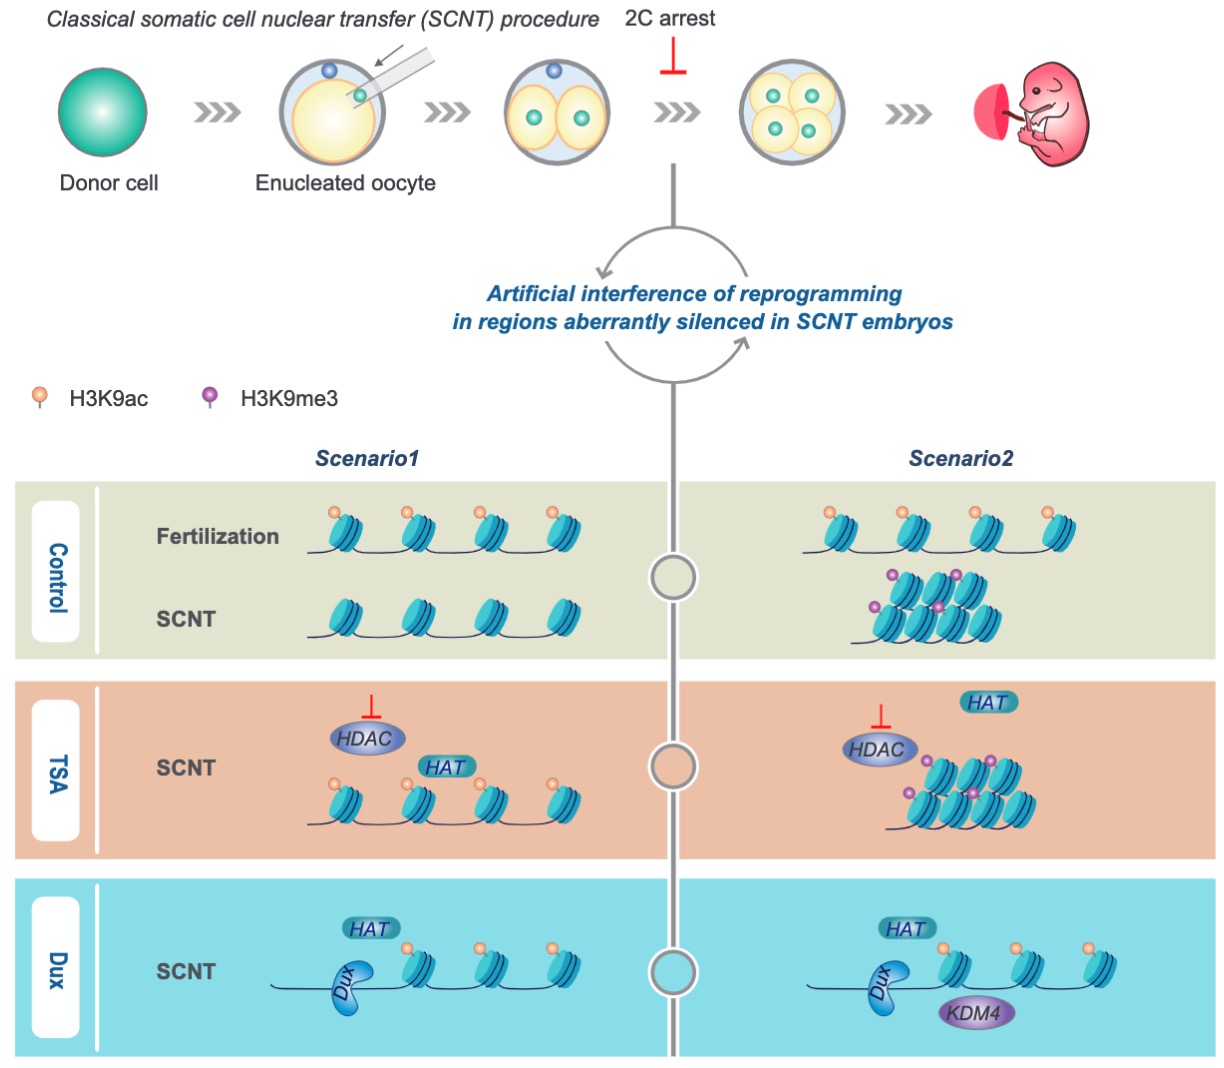 Classical somatic cell nuclear transfer (SCNT) procedure
2C arrest
Donor cell
Enucleated oocyte
Artificial interference of reprogramming
in regions aberrantly silenced in SCNT embryos
H3K9ac
H3K9me3
Scenario1
Scenario2
Control
Fertilization
SCNT
TSA
SCNT
HDAC
HAT
HDAC
HAT
Dux
SCNT
HAT
Dux
HAT
Dux
KDM4